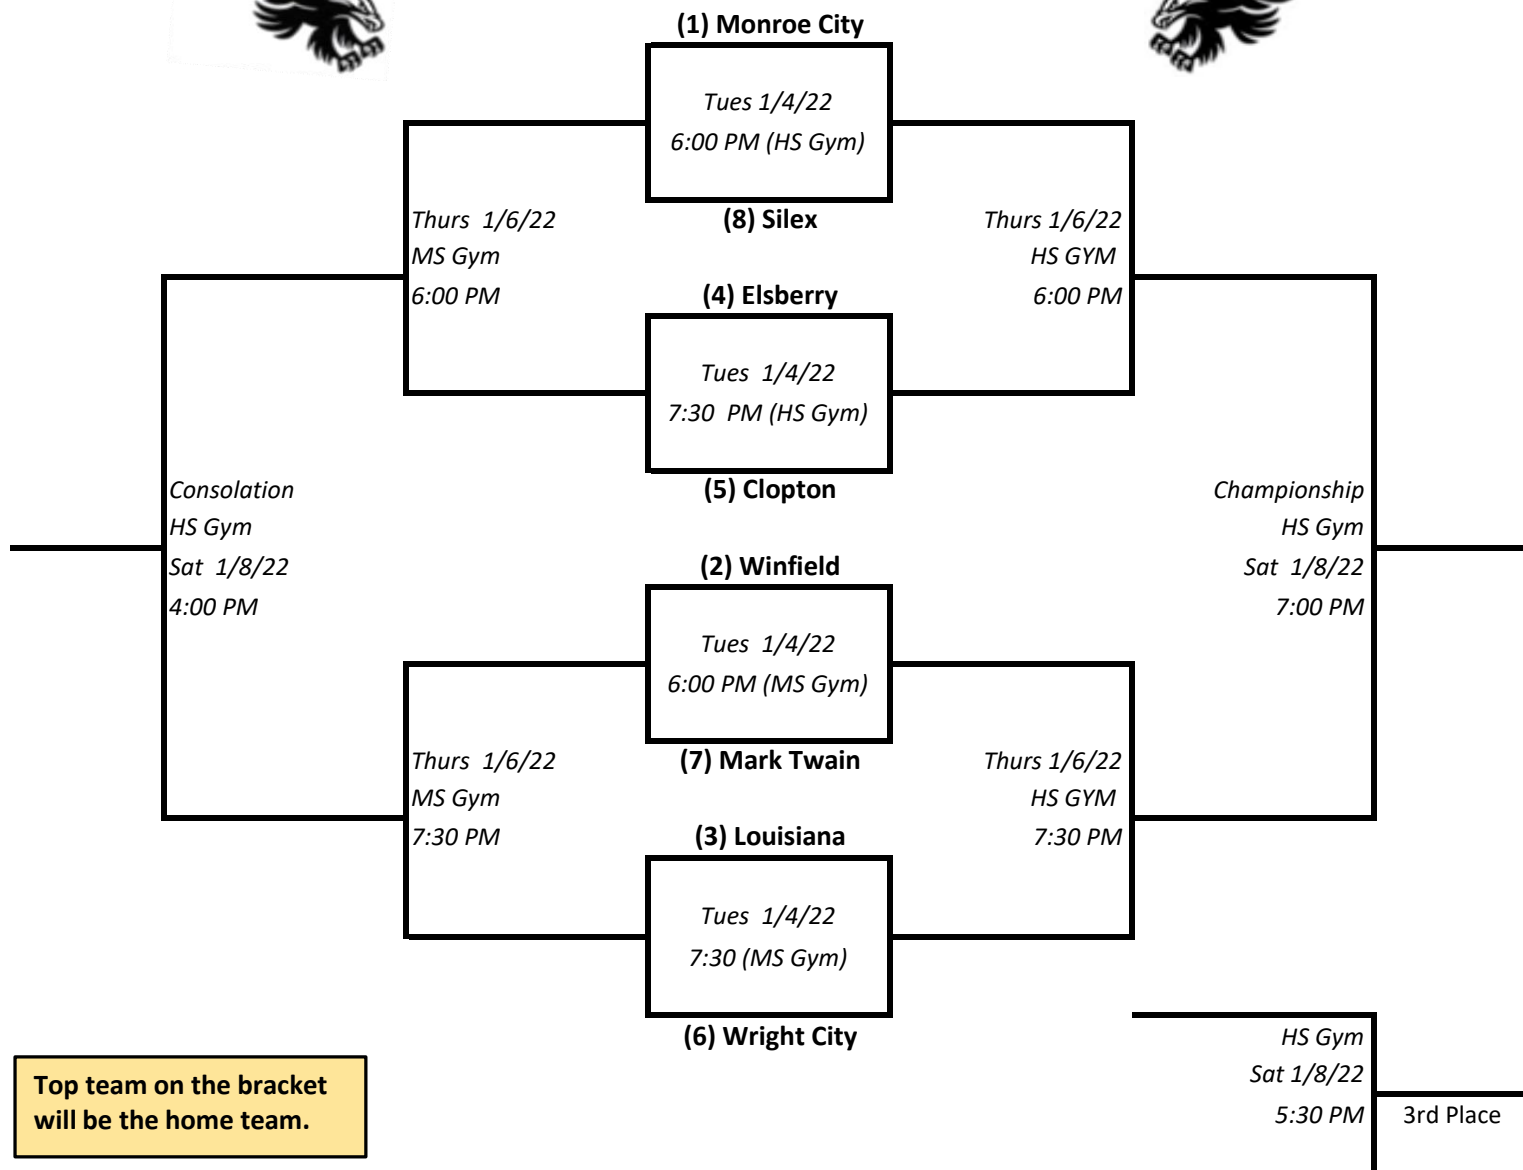 (1) Monroe City
Tues 1/4/22
6:00 PM (HS Gym)
(8) Silex
Thurs 1/6/22
MS Gym
6:00 PM
Thurs 1/6/22
HS GYM
6:00 PM
(4) Elsberry
Tues 1/4/22
7:30 PM (HS Gym)
(5) Clopton
Consolation
HS Gym
Sat 1/8/22
4:00 PM
Championship
HS Gym
Sat 1/8/22
7:00 PM
(2) Winfield
Tues 1/4/22
6:00 PM (MS Gym)
(7) Mark Twain
Thurs 1/6/22
MS Gym
7:30 PM
Thurs 1/6/22
HS GYM
7:30 PM
(3) Louisiana
Tues 1/4/22
7:30 (MS Gym)
(6) Wright City
Top team on the bracket
will be the home team.
HS Gym
Sat 1/8/22
5:30 PM
3rd Place